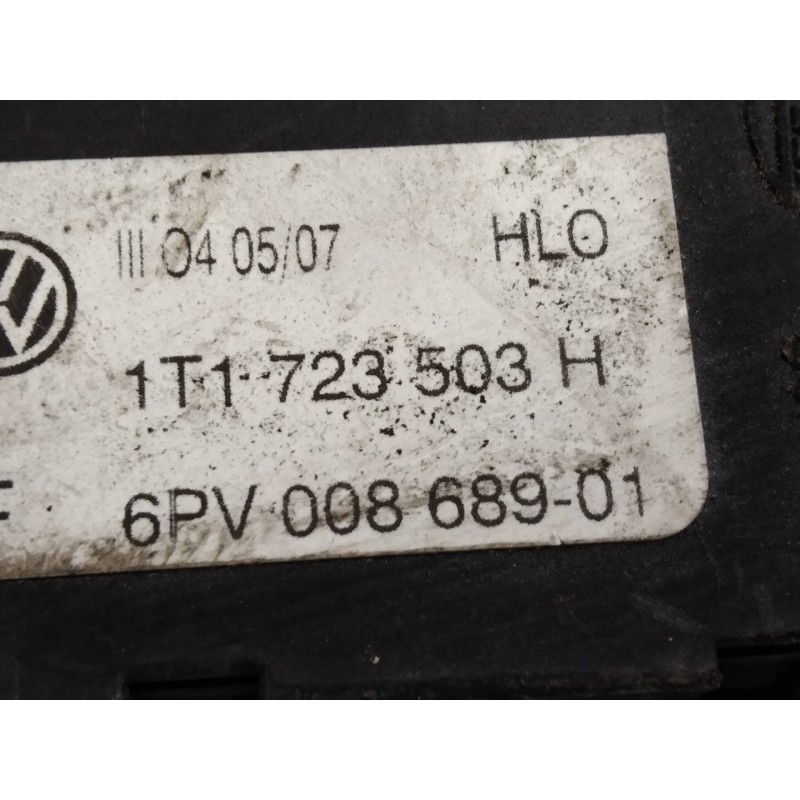 III 04 05/07 HLO
1T1 723 503 H
F 6PV 008 689-01